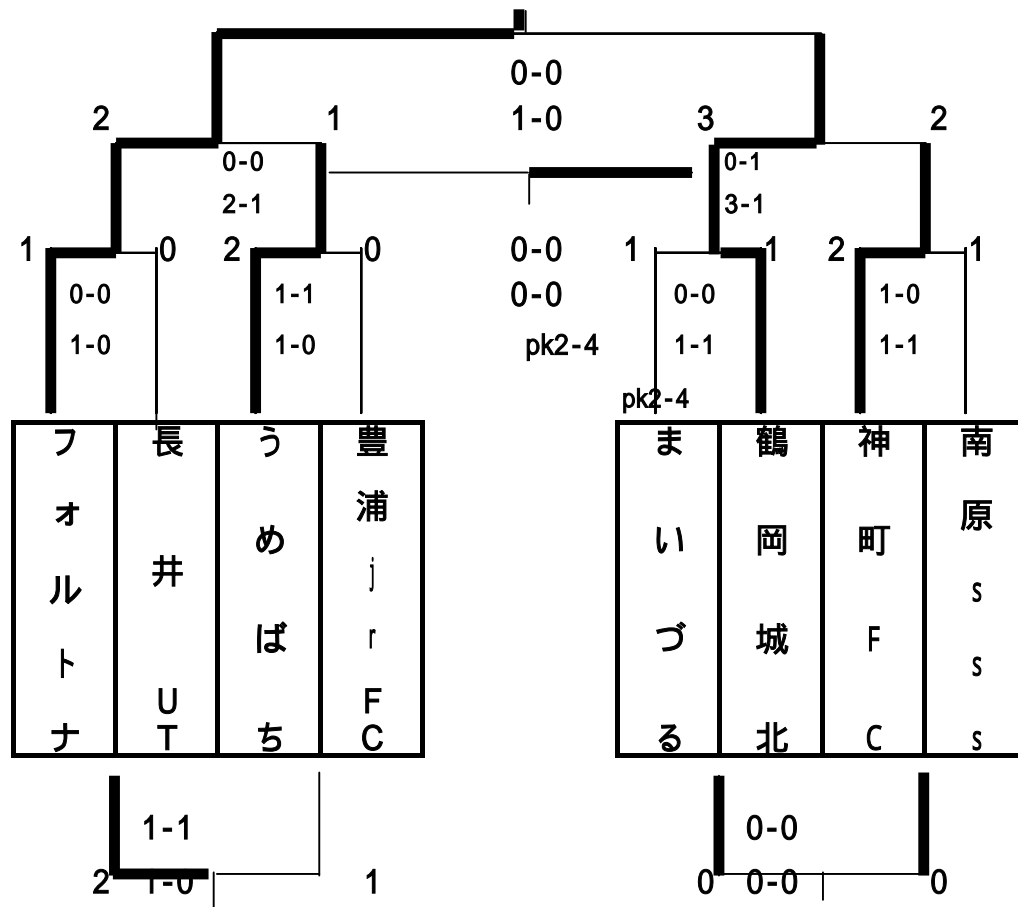 0-0
2 1 1-0 3 2
0-0 0-1
2-1 3-1
1 0 2 0 0-0 1 1 2 1
0-0 1-1 0-0 0-0 1-0
1-0 1-0 pk2-4 1-1 1-1
pk2-4
フォルトナ
長井UT
うめばち
豊浦jrFC
まいづる
鶴岡城北
神町FC
南原sss
1-1 0-0
2 1-0 1 0 0-0 0